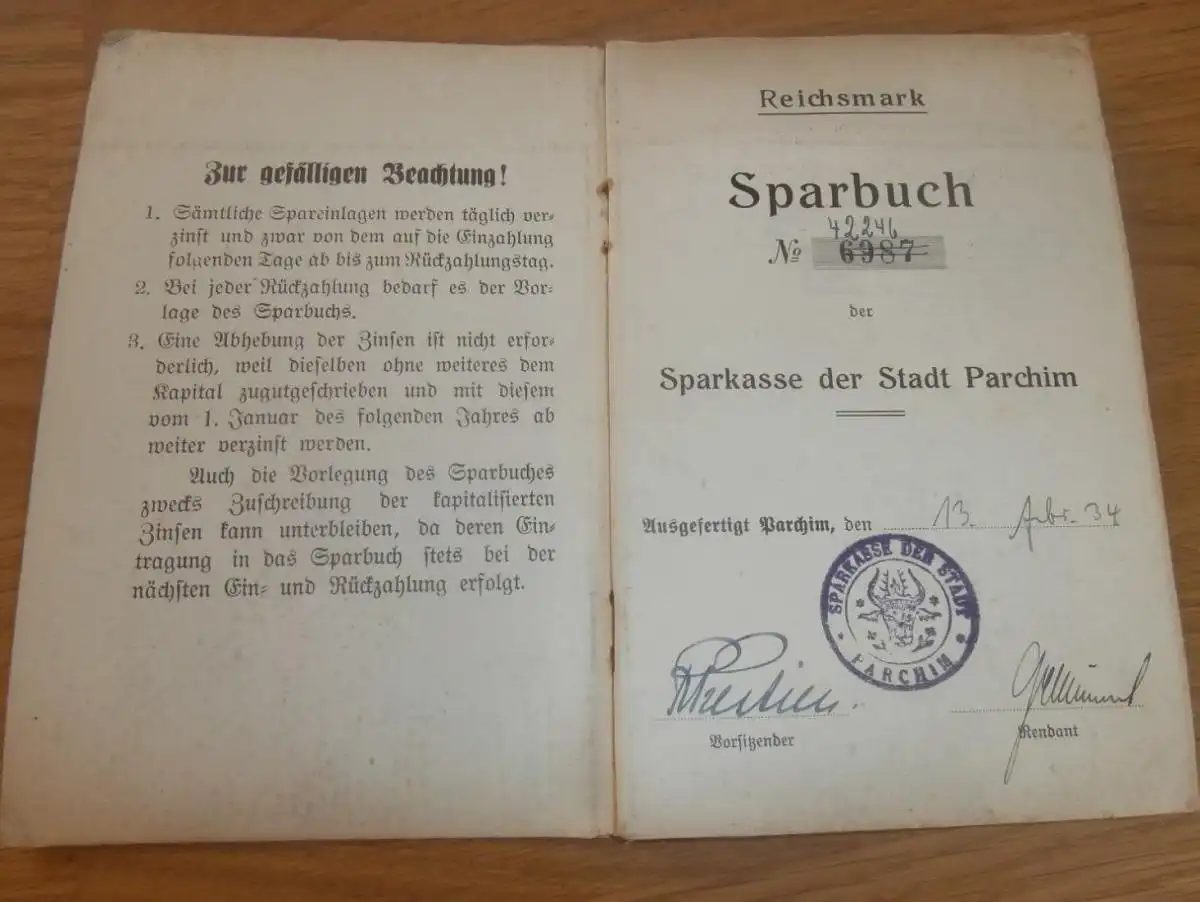 Zur gefälligen Beachtung!
1. Sämtliche Spareinlagen werden täglich ver-
zinst und zwar von dem auf die Einzahlung
folgenden Tage ab bis zum Rückzahlungstag.
2. Bei jeder Rückzahlung bedarf es der Vor-
lage des Sparbuchs.
3. Eine Abhebung der Zinsen ist nicht erfor-
derlich, weil dieselben ohne weiteres dem
Kapital zugutgeschrieben und mit diesem
vom 1. Januar des folgenden Jahres ab
weiter verzinst werden.
Auch die Vorlegung des Sparbuches
zwecks Zuschreibung der kapitalisierten
Zinsen kann unterbleiben, da deren Ein-
tragung in das Sparbuch stets bei der
nächsten Ein- und Rückzahlung erfolgt.
Reichsmark
Sparbuch
42246
No 6987
der
Sparkasse der Stadt Parchim
Ausgefertigt Parchim, den 13. Febr. 34
SPARKASSE DER STADT
PARCHIM
Vorsitzender
Rendant